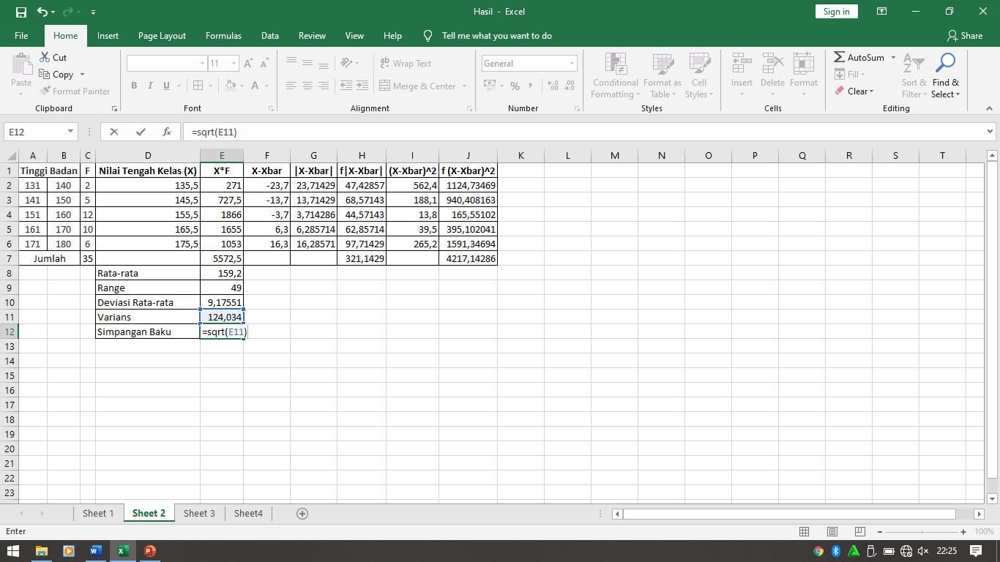 Hasil - Excel
Sign in
File Home Insert Page Layout Formulas Data Review View Help Tell me what you want to do Share
Paste Cut Copy Format Painter
Clipboard
11 A A
B I U A
Font
ab Wrap Text
Merge & Center
Alignment
General
% , ,00 ,0
Number
Conditional Formatting Format as Table Cell Styles
Styles
Insert Delete Format
Cells
AutoSum Fill Clear Sort & Filter Find & Select
Editing
E12 fx =sqrt(E11)
A B C D E F G H I J K L M N O P Q R S T
1 Tinggi Badan F Nilai Tengah Kelas (X) X*F X-Xbar |X-Xbar| f|X-Xbar| (X-Xbar)^2 f (X-Xbar)^2
2 131 140 2 135,5 271 -23,7 23,71429 47,42857 562,4 1124,73469
3 141 150 5 145,5 727,5 -13,7 13,71429 68,57143 188,1 940,408163
4 151 160 12 155,5 1866 -3,7 3,714286 44,57143 13,8 165,55102
5 161 170 10 165,5 1655 6,3 6,285714 62,85714 39,5 395,102041
6 171 180 6 175,5 1053 16,3 16,28571 97,71429 265,2 1591,34694
7 Jumlah 35 5572,5 321,1429 4217,14286
8 Rata-rata 159,2
9 Range 49
10 Deviasi Rata-rata 9,17551
11 Varians 124,034
12 Simpangan Baku =sqrt(E11)
13
14
15
16
17
18
19
20
21
22
23
Sheet 1 Sheet 2 Sheet 3 Sheet4
Enter 100%
22:25